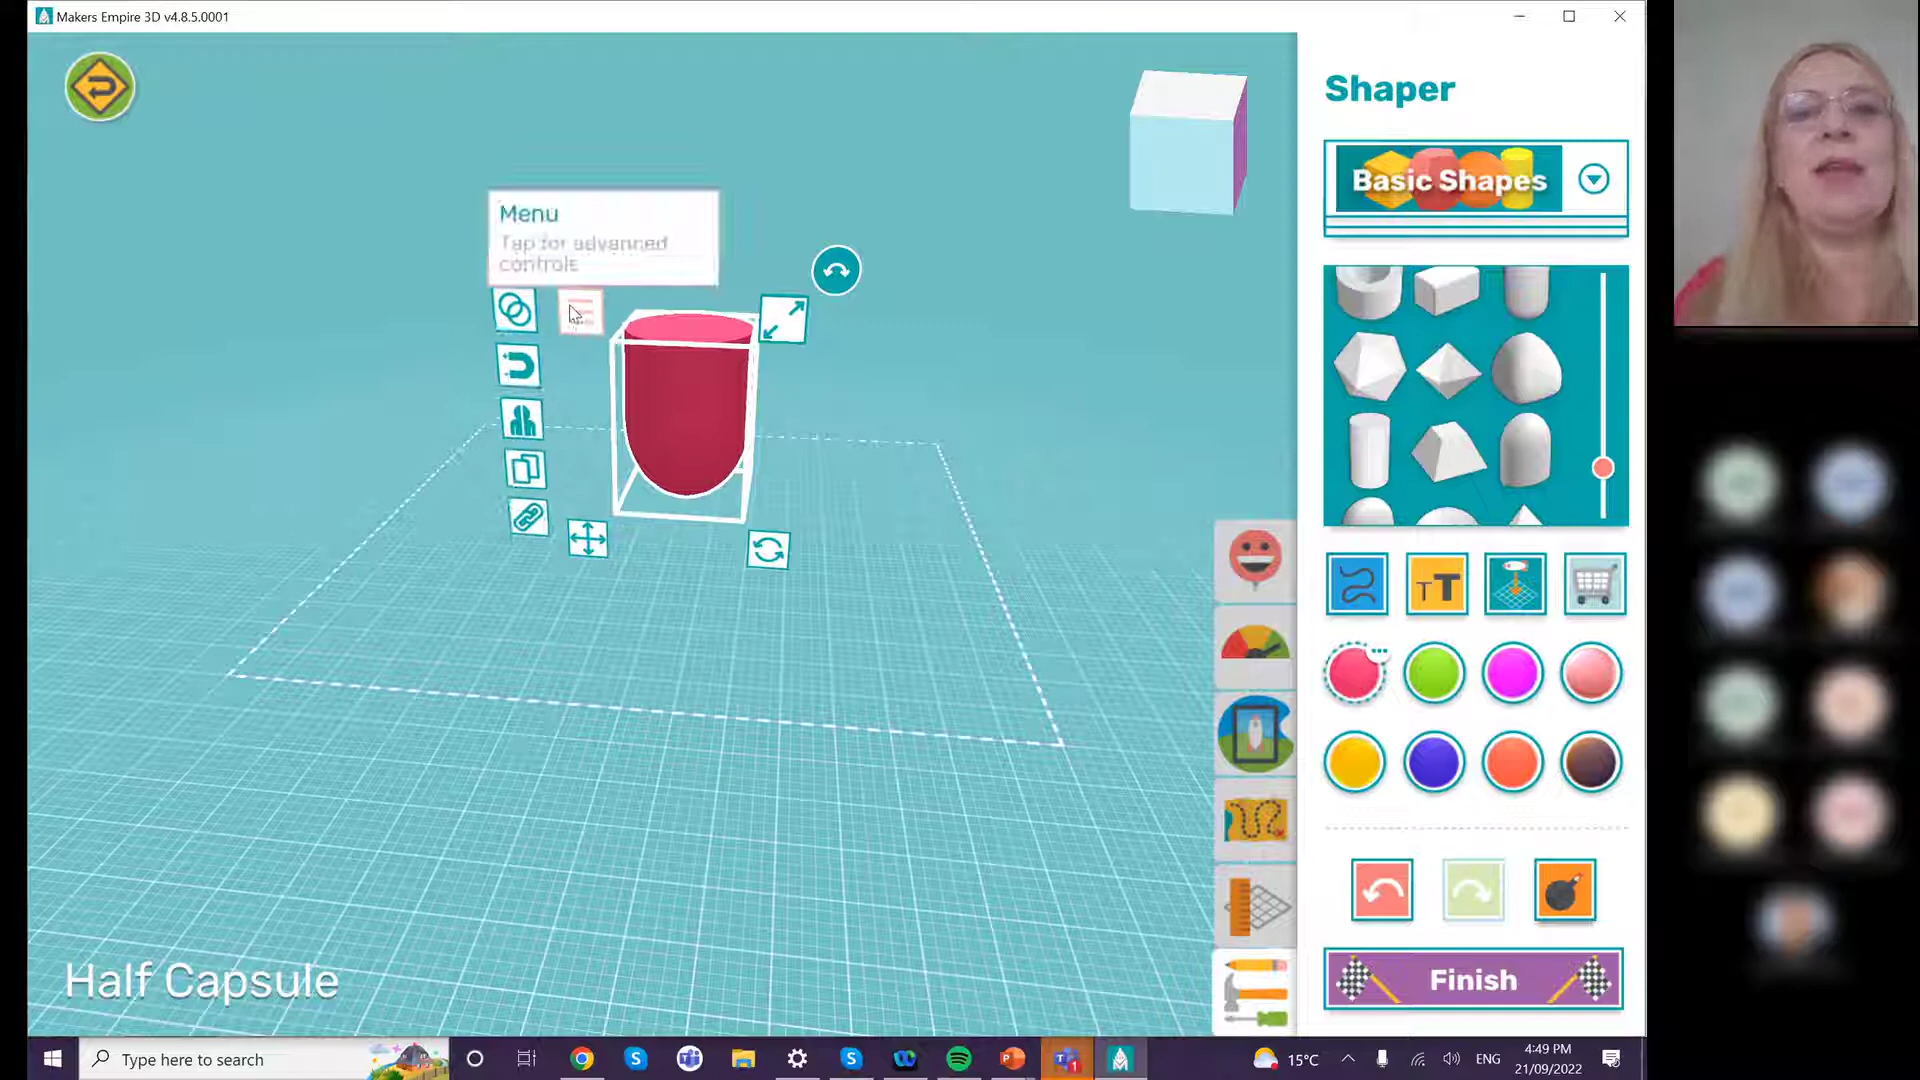 Makers Empire 3D v4.8.5.0001
Shaper
Basic Shapes
Menu
Tap for advanced
controls
TT
Finish
Half Capsule
Type here to search
15°C
ENG
4:49 PM
21/09/2022